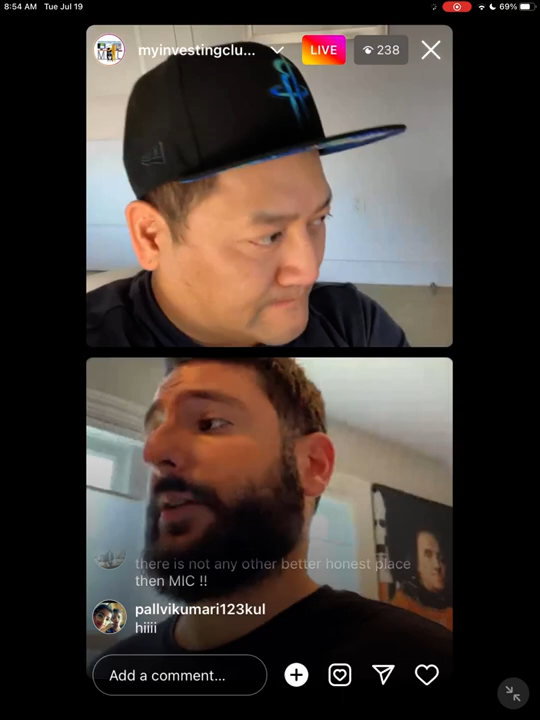 8:54 AM Tue Jul 19
69%
myinvestingclu...
LIVE
238
there is not any other better honest place
then MIC !!
pallvikumari123kul
hiiii
Add a comment...